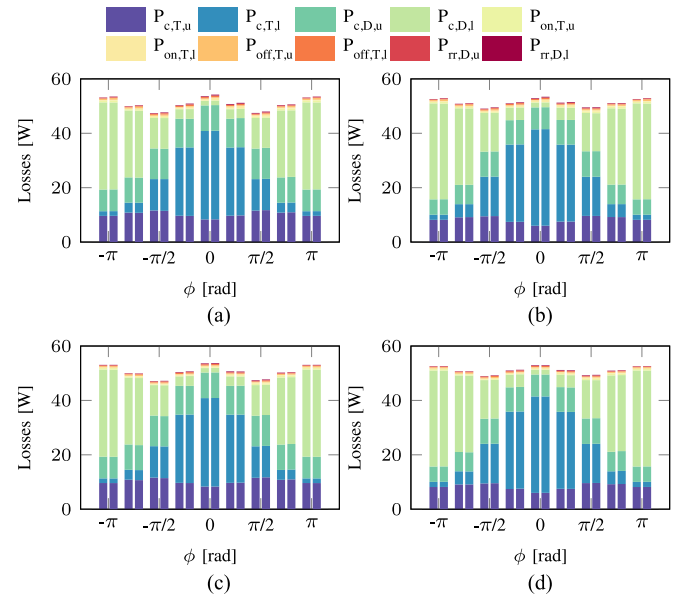 P_c,T,u P_c,T,l P_c,D,u P_c,D,l P_on,T,u
P_on,T,l P_off,T,u P_off,T,l P_rr,D,u P_rr,D,l
60 60
40 40
20 20
0 0
Losses [W] Losses [W]
-π -π/2 0 π/2 π -π -π/2 0 π/2 π
ϕ [rad] ϕ [rad]
(a) (b)
60 60
40 40
20 20
0 0
Losses [W] Losses [W]
-π -π/2 0 π/2 π -π -π/2 0 π/2 π
ϕ [rad] ϕ [rad]
(c) (d)